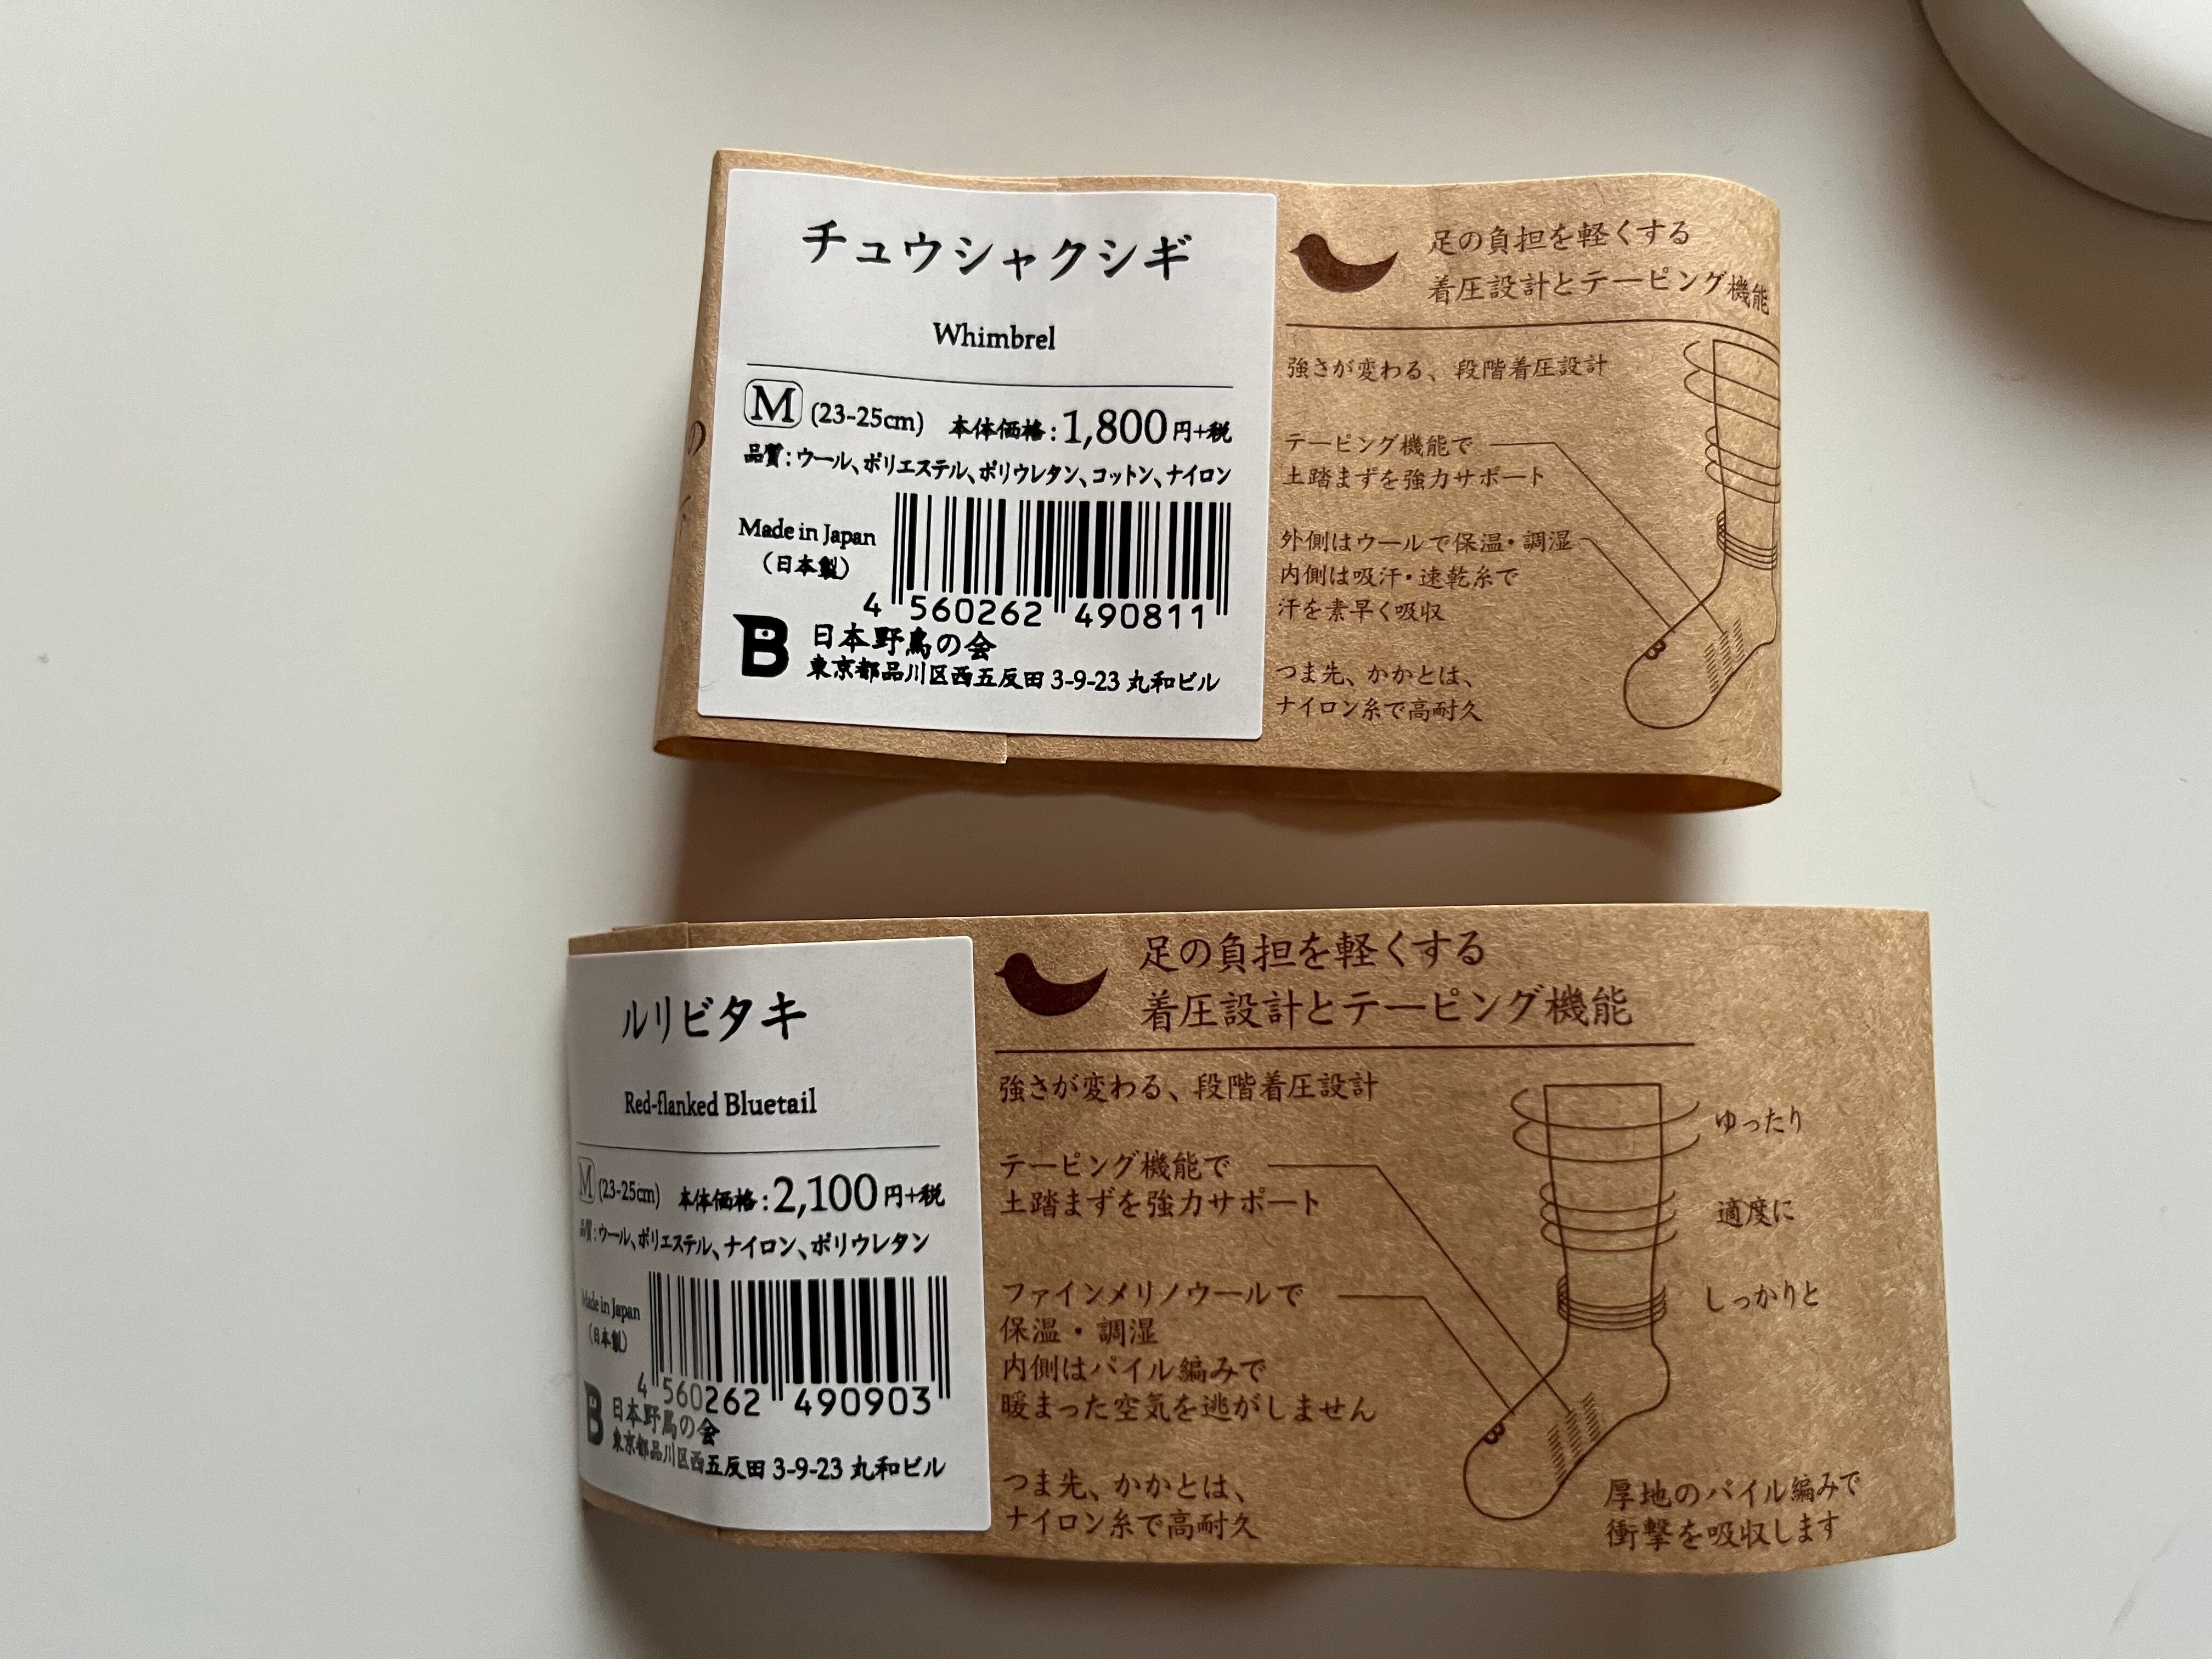 チュウシャクシギ
Whimbrel
M (23-25cm) 本体価格:1,800円+税
品質:ウール、ポリエステル、ポリウレタン、コットン、ナイロン
Made in Japan
(日本製)
4 560262 490811
B 日本野鳥の会
東京都品川区西五反田 3-9-23 丸和ビル
足の負担を軽くする
着圧設計とテーピング機能
強さが変わる、段階着圧設計
テーピング機能で
土踏まずを強力サポート
外側はウールで保温・調湿
内側は吸汗・速乾糸で
汗を素早く吸収
つま先、かかとは、
ナイロン糸で高耐久
B
ルリビタキ
Red-flanked Bluetail
M (23-25cm) 本体価格:2,100円+税
品質:ウール、ポリエステル、ナイロン、ポリウレタン
Made in Japan
(日本製)
4 560262 490903
B 日本野鳥の会
東京都品川区西五反田 3-9-23 丸和ビル
足の負担を軽くする
着圧設計とテーピング機能
強さが変わる、段階着圧設計
テーピング機能で
土踏まずを強力サポート
ファインメリノウールで
保温・調湿
内側はパイル編みで
暖まった空気を逃がしません
つま先、かかとは、
ナイロン糸で高耐久
ゆったり
適度に
しっかりと
B
厚地のパイル編みで
衝撃を吸収します